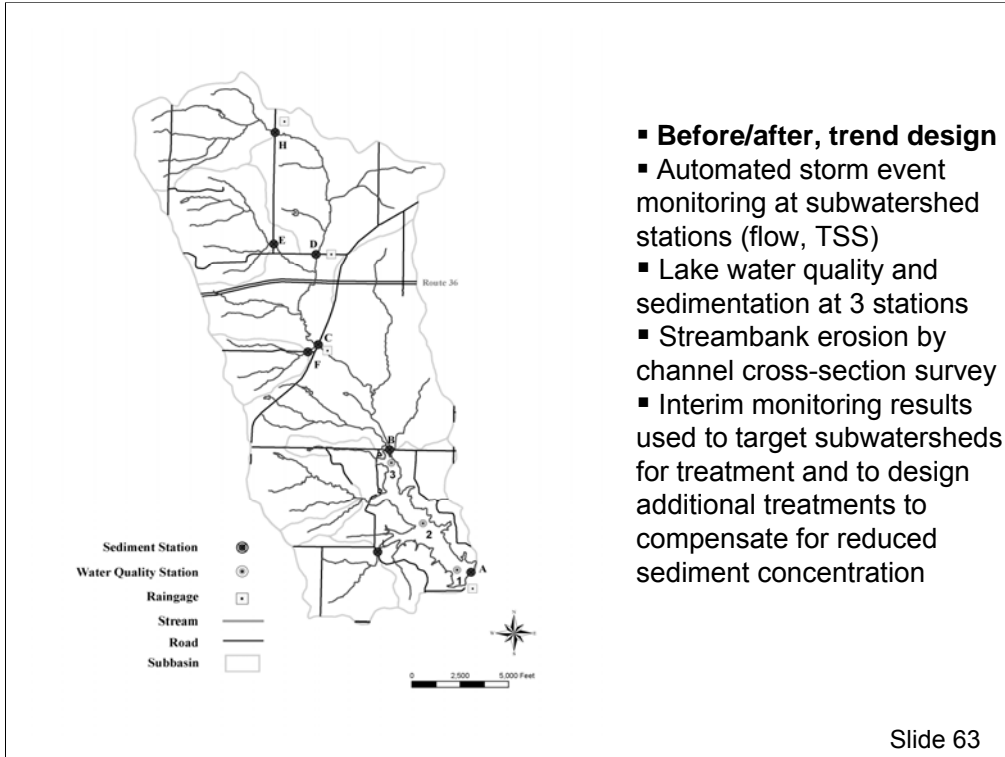 H
E
D
Route 36
C
F
B
3
2
A
1
Sediment Station
Water Quality Station
Raingage
Stream
Road
Subbasin
N
W
E
S
0 2,500 5,000 Feet
▪ Before/after, trend design
▪ Automated storm event
monitoring at subwatershed
stations (flow, TSS)
▪ Lake water quality and
sedimentation at 3 stations
▪ Streambank erosion by
channel cross-section survey
▪ Interim monitoring results
used to target subwatersheds
for treatment and to design
additional treatments to
compensate for reduced
sediment concentration
Slide 63